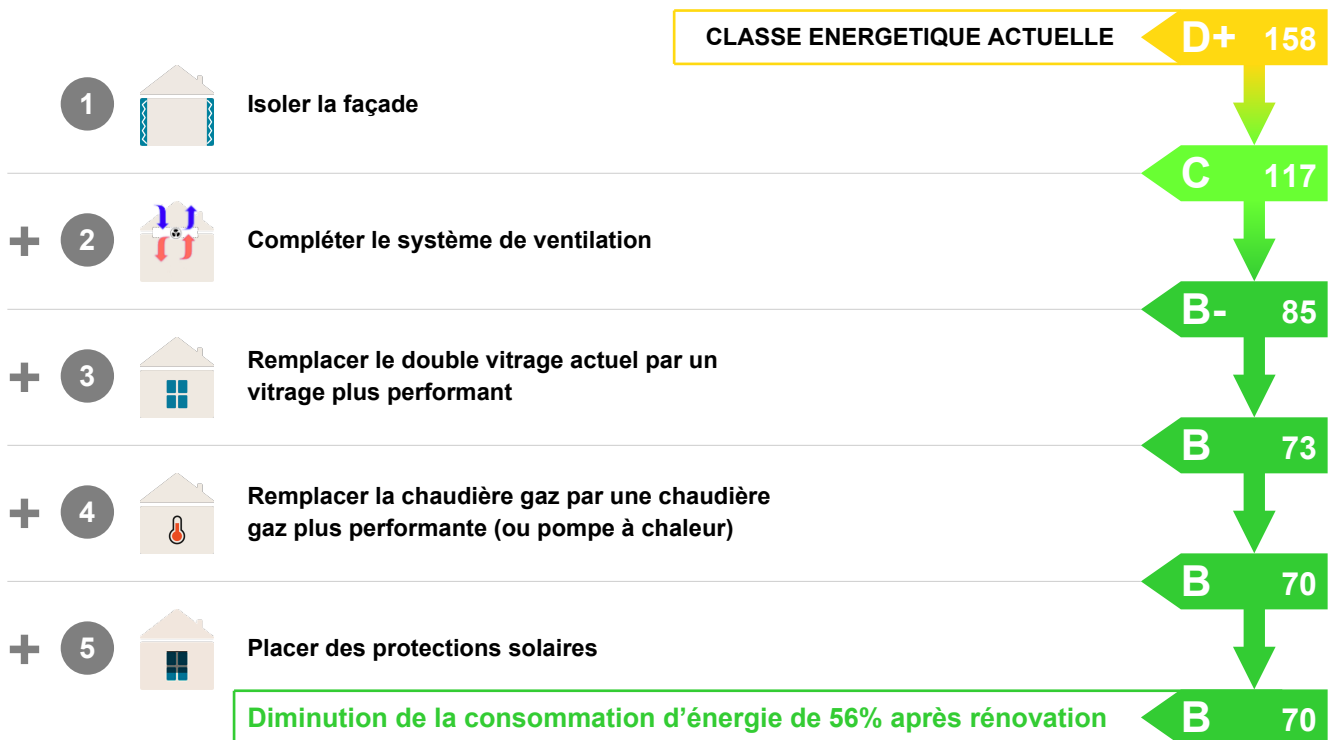 CLASSE ENERGETIQUE ACTUELLE D+ 158
1 Isoler la façade
C 117
+ 2 Compléter le système de ventilation
B- 85
+ 3 Remplacer le double vitrage actuel par un
vitrage plus performant
B 73
+ 4 Remplacer la chaudière gaz par une chaudière
gaz plus performante (ou pompe à chaleur)
B 70
+ 5 Placer des protections solaires
Diminution de la consommation d’énergie de 56% après rénovation B 70